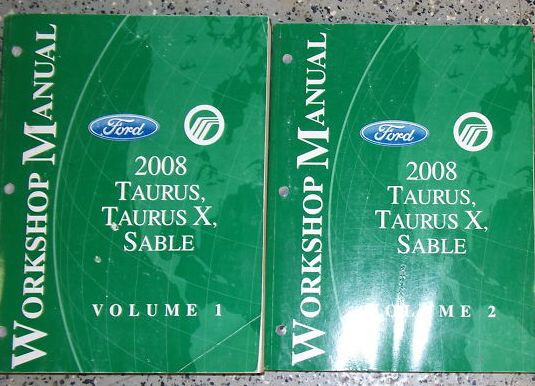 WORKSHOP MANUAL
Ford
2008
TAURUS,
TAURUS X,
SABLE
VOLUME 1
WORKSHOP MANUAL
Ford
2008
TAURUS,
TAURUS X,
SABLE
VOLUME 2